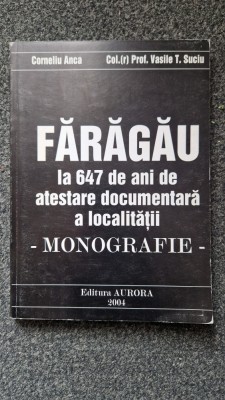 Corneliu Anca Col.(r) Prof. Vasile T. Suciu
FĂRĂGĂU
la 647 de ani de
atestare documentară
a localității
- MONOGRAFIE -
Editura AURORA
2004